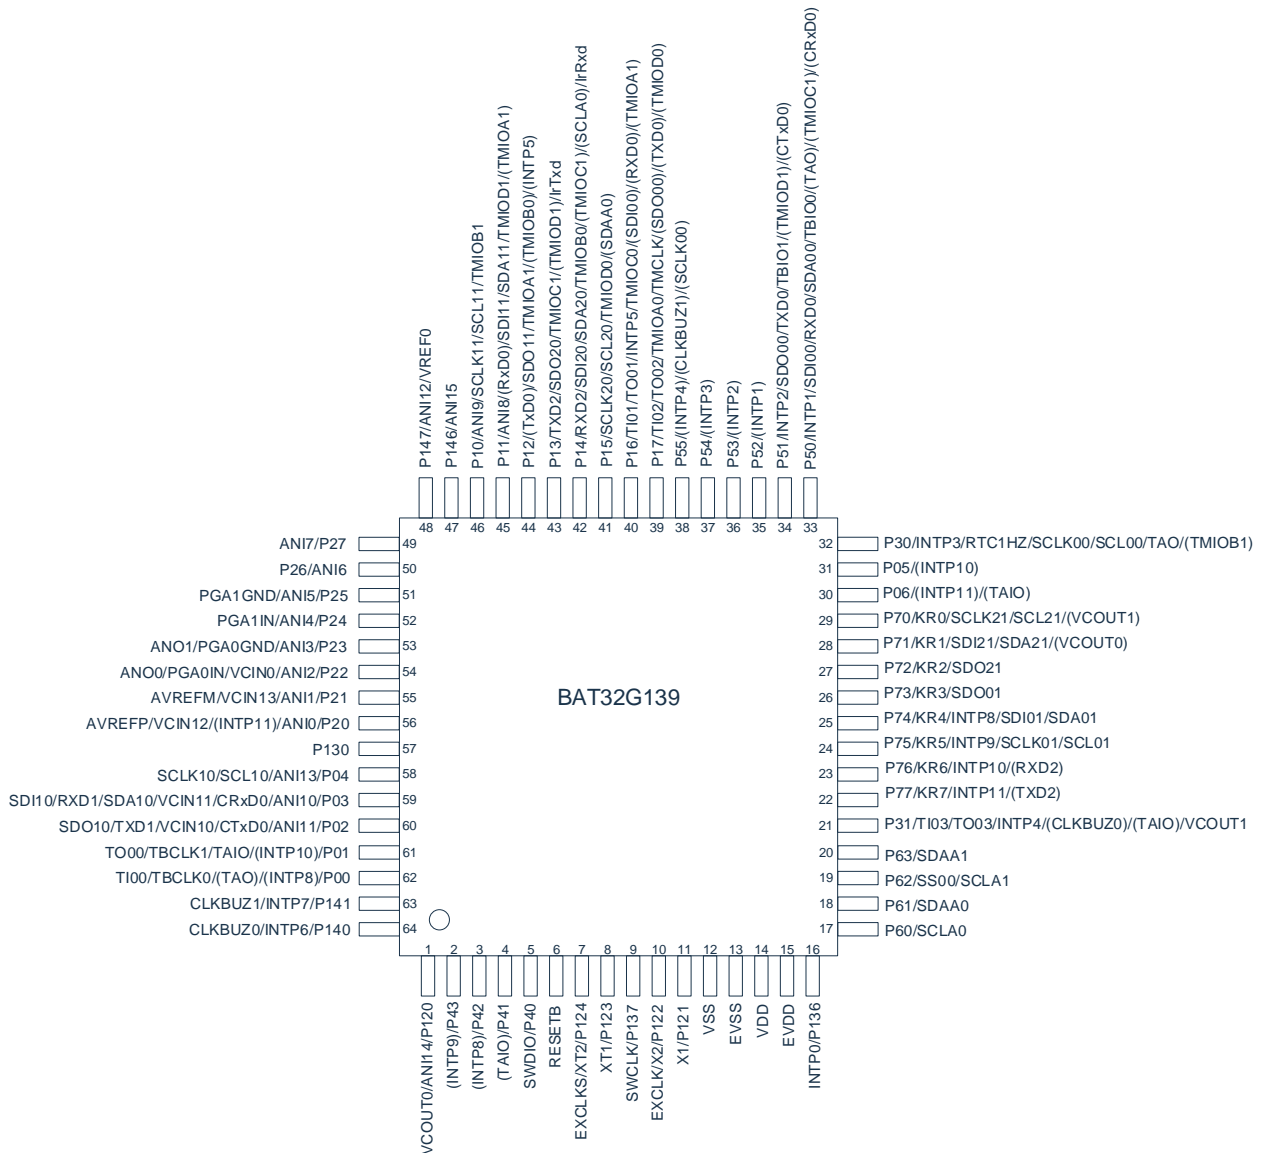 P147/ANI12/VREF0
P146/ANI15
P10/ANI9/SCLK11/SCL11/TMIOB1
P11/ANI8/(RxD0)/SDI11/SDA11/TMIOD1/(TMIOA1)
P12/(TxD0)/SDO11/TMIOA1/(TMIOB0)/(INTP5)
P13/TXD2/SDO20/TMIOC1/(TMIOD1)/IrTxd
P14/RXD2/SDI20/SDA20/TMIOB0/(TMIOC1)/(SCLA0)/IrRxd
P15/SCLK20/SCL20/TMIOD0/(SDAA0)
P16/TI01/TO01/INTP5/TMIOC0/(SDI00)/(RXD0)/(TMIOA1)
P17/TI02/TO02/TMIOA0/TMCLK/(SDO00)/(TXD0)/(TMIOD0)
P55/(INTP4)/(CLKBUZ1)/(SCLK00)
P54/(INTP3)
P53/(INTP2)
P52/(INTP1)
P51/INTP2/SDO00/TXD0/TBIO1/(TMIOD1)/(CTxD0)
P50/INTP1/SDI00/RXD0/SDA00/TBIO0/(TAO)/(TMIOC1)/(CRxD0)
48 47 46 45 44 43 42 41 40 39 38 37 36 35 34 33
ANI7/P27 49
P26/ANI6 50
PGA1GND/ANI5/P25 51
PGA1IN/ANI4/P24 52
ANO1/PGA0GND/ANI3/P23 53
ANO0/PGA0IN/VCIN0/ANI2/P22 54
AVREFM/VCIN13/ANI1/P21 55
AVREFP/VCIN12/(INTP11)/ANI0/P20 56
P130 57
SCLK10/SCL10/ANI13/P04 58
SDI10/RXD1/SDA10/VCIN11/CRxD0/ANI10/P03 59
SDO10/TXD1/VCIN10/CTxD0/ANI11/P02 60
TO00/TBCLK1/TAIO/(INTP10)/P01 61
TI00/TBCLK0/(TAO)/(INTP8)/P00 62
CLKBUZ1/INTP7/P141 63
CLKBUZ0/INTP6/P140 64
BAT32G139
32 P30/INTP3/RTC1HZ/SCLK00/SCL00/TAO/(TMIOB1)
31 P05/(INTP10)
30 P06/(INTP11)/(TAIO)
29 P70/KR0/SCLK21/SCL21/(VCOUT1)
28 P71/KR1/SDI21/SDA21/(VCOUT0)
27 P72/KR2/SDO21
26 P73/KR3/SDO01
25 P74/KR4/INTP8/SDI01/SDA01
24 P75/KR5/INTP9/SCLK01/SCL01
23 P76/KR6/INTP10/(RXD2)
22 P77/KR7/INTP11/(TXD2)
21 P31/TI03/TO03/INTP4/(CLKBUZ0)/(TAIO)/VCOUT1
20 P63/SDAA1
19 P62/SS00/SCLA1
18 P61/SDAA0
17 P60/SCLA0
1 2 3 4 5 6 7 8 9 10 11 12 13 14 15 16
VCOUT0/ANI14/P120
(INTP9)/P43
(INTP8)/P42
(TAIO)/P41
SWDIO/P40
RESETB
EXCLKS/XT2/P124
XT1/P123
SWCLK/P137
EXCLK/X2/P122
X1/P121
VSS
EVSS
VDD
EVDD
INTP0/P136